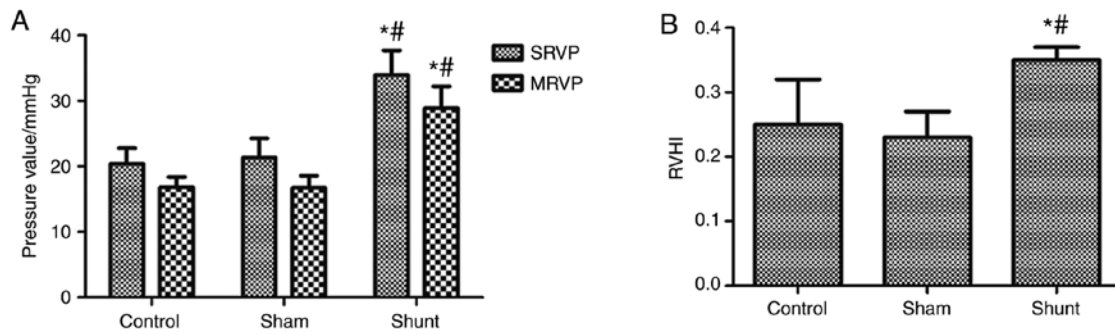 A
Pressure value/mmHg
40
30
20
10
0
*#
*#
SRVP
MRVP
Control
Sham
Shunt
B
RVHI
0.4
0.3
0.2
0.1
0.0
*#
Control
Sham
Shunt